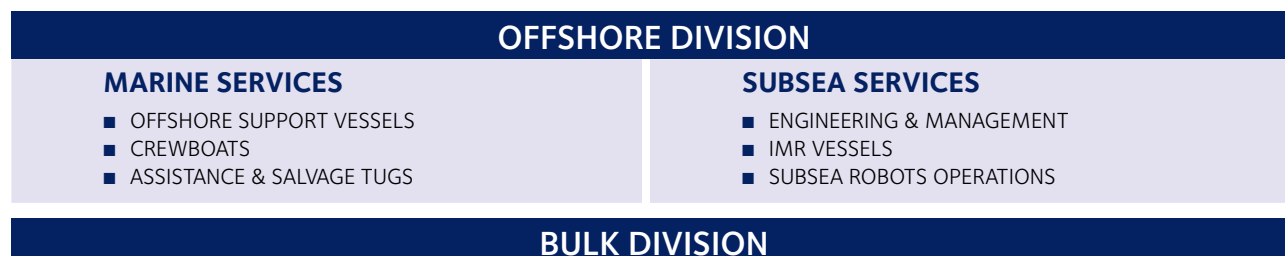 OFFSHORE DIVISION
MARINE SERVICES
■ OFFSHORE SUPPORT VESSELS
■ CREWBOATS
■ ASSISTANCE & SALVAGE TUGS
SUBSEA SERVICES
■ ENGINEERING & MANAGEMENT
■ IMR VESSELS
■ SUBSEA ROBOTS OPERATIONS
BULK DIVISION